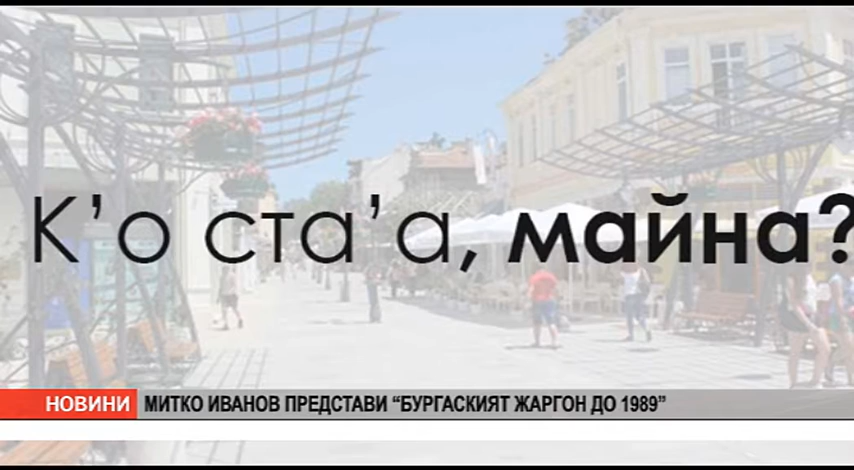 К’о ста’а, майна?
НОВИНИ МИТКО ИВАНОВ ПРЕДСТАВИ “БУРГАСКИЯТ ЖАРГОН ДО 1989”